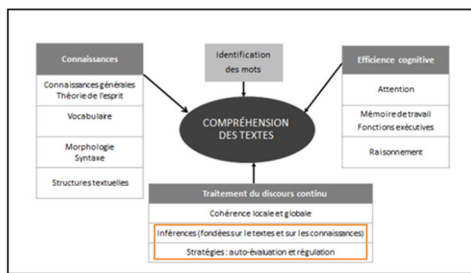 Connaissances
Connaissances générales
Théorie de l'esprit
Vocabulaire
Morphologie
Syntaxe
Structures textuelles
Identification
des mots
COMPRÉHENSION
DES TEXTES
Efficience cognitive
Attention
Mémoire de travail
Fonctions exécutives
Raisonnement
Traitement du discours continu
Cohérence locale et globale
Inférences (fondées sur le textes et sur les connaissances)
Stratégies : auto-évaluation et régulation